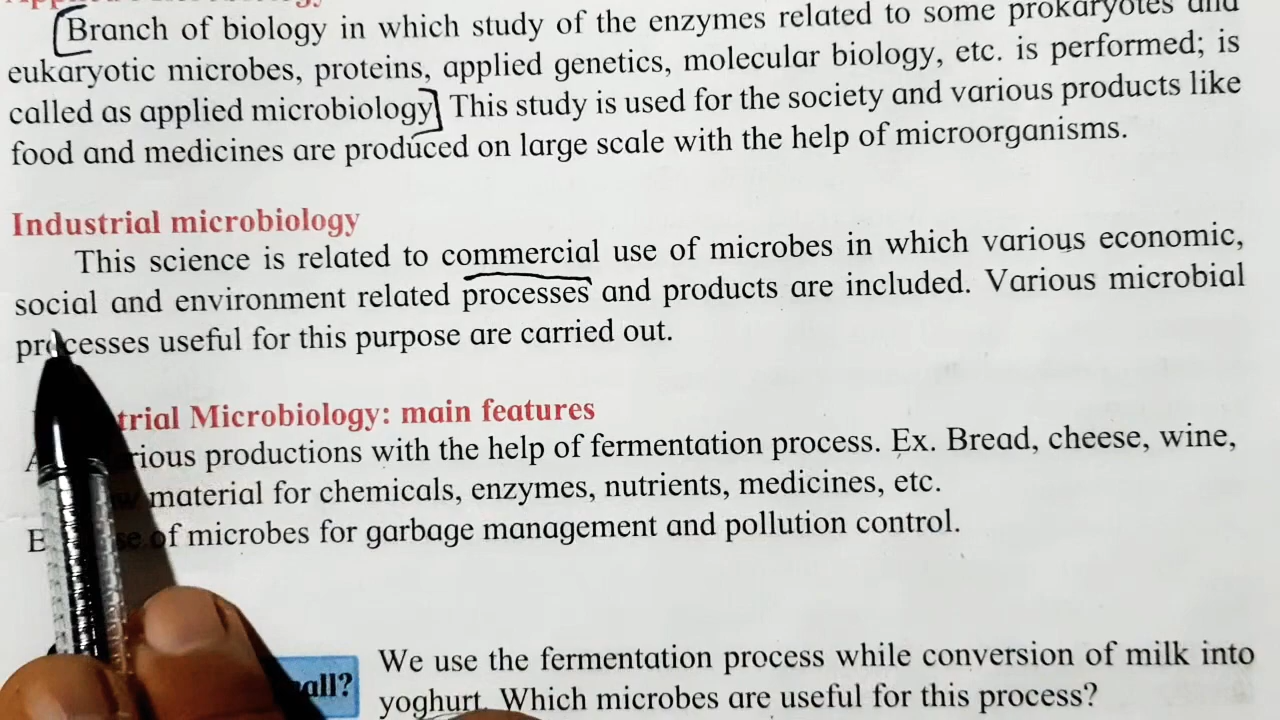 Branch of biology in which study of the enzymes related to some prokaryotes and
eukaryotic microbes, proteins, applied genetics, molecular biology, etc. is performed; is
called as applied microbiology. This study is used for the society and various products like
food and medicines are produced on large scale with the help of microorganisms.
Industrial microbiology
This science is related to commercial use of microbes in which various economic,
social and environment related processes and products are included. Various microbial
processes useful for this purpose are carried out.
Microbiology: main features
productions with the help of fermentation process. Ex. Bread, cheese, wine,
material for chemicals, enzymes, nutrients, medicines, etc.
of microbes for garbage management and pollution control.
We use the fermentation process while conversion of milk into
yoghurt. Which microbes are useful for this process?